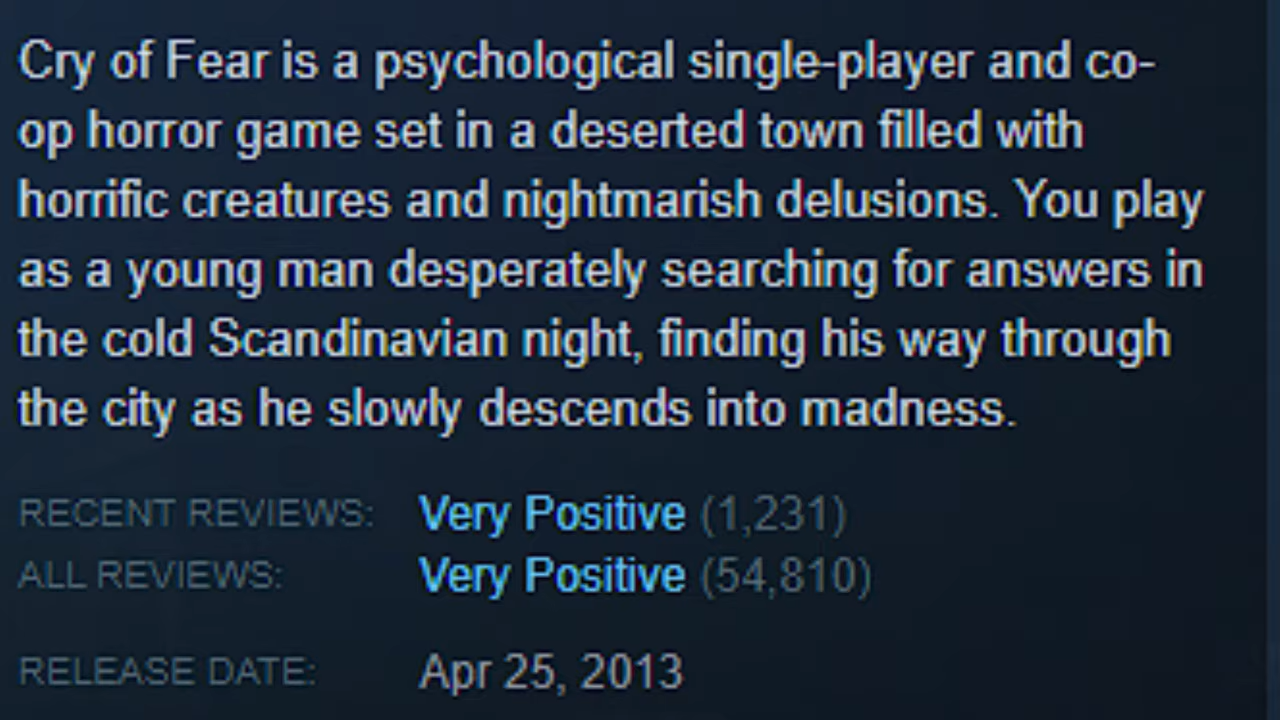 Cry of Fear is a psychological single-player and co-
op horror game set in a deserted town filled with
horrific creatures and nightmarish delusions. You play
as a young man desperately searching for answers in
the cold Scandinavian night, finding his way through
the city as he slowly descends into madness.
RECENT REVIEWS: Very Positive (1,231)
ALL REVIEWS: Very Positive (54,810)
RELEASE DATE: Apr 25, 2013